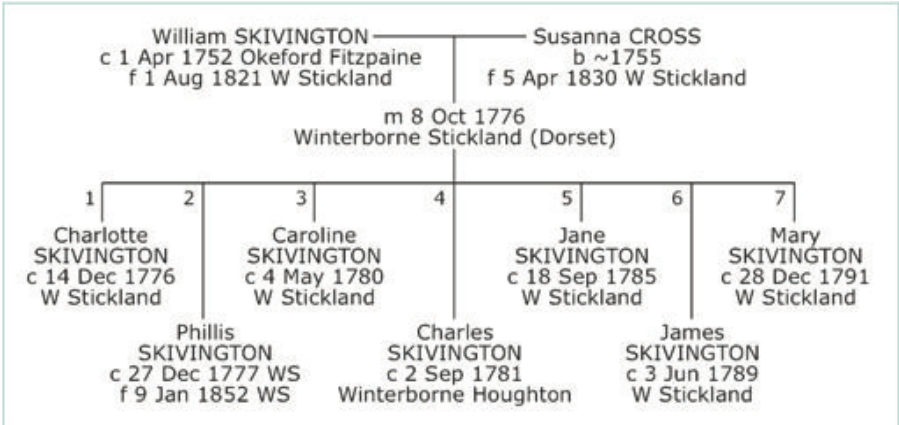 William SKIVINGTON
c 1 Apr 1752 Okeford Fitzpaine
f 1 Aug 1821 W Stickland
Susanna CROSS
b ~1755
f 5 Apr 1830 W Stickland
m 8 Oct 1776
Winterborne Stickland (Dorset)
1
Charlotte
SKIVINGTON
c 14 Dec 1776
W Stickland
2
Phillis
SKIVINGTON
c 27 Dec 1777 WS
f 9 Jan 1852 WS
3
Caroline
SKIVINGTON
c 4 May 1780
W Stickland
4
Charles
SKIVINGTON
c 2 Sep 1781
Winterborne Houghton
5
Jane
SKIVINGTON
c 18 Sep 1785
W Stickland
6
James
SKIVINGTON
c 3 Jun 1789
W Stickland
7
Mary
SKIVINGTON
c 28 Dec 1791
W Stickland